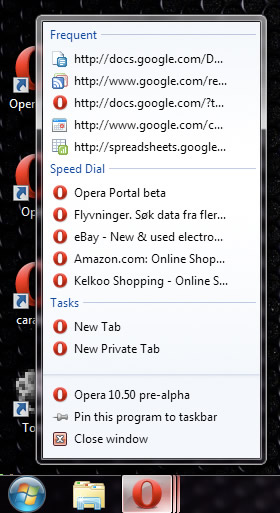 Frequent
http://docs.google.com/D...
http://www.google.com/re...
http://docs.google.com/?t...
http://www.google.com/c...
http://spreadsheets.google...
Speed Dial
Opera Portal beta
Flyvninger. Søk data fra fler...
eBay - New & used electro...
Amazon.com: Online Shop...
Kelkoo Shopping - Online S...
Tasks
New Tab
New Private Tab
Opera 10.50 pre-alpha
Pin this program to taskbar
Close window
Oper
Op
cara
To